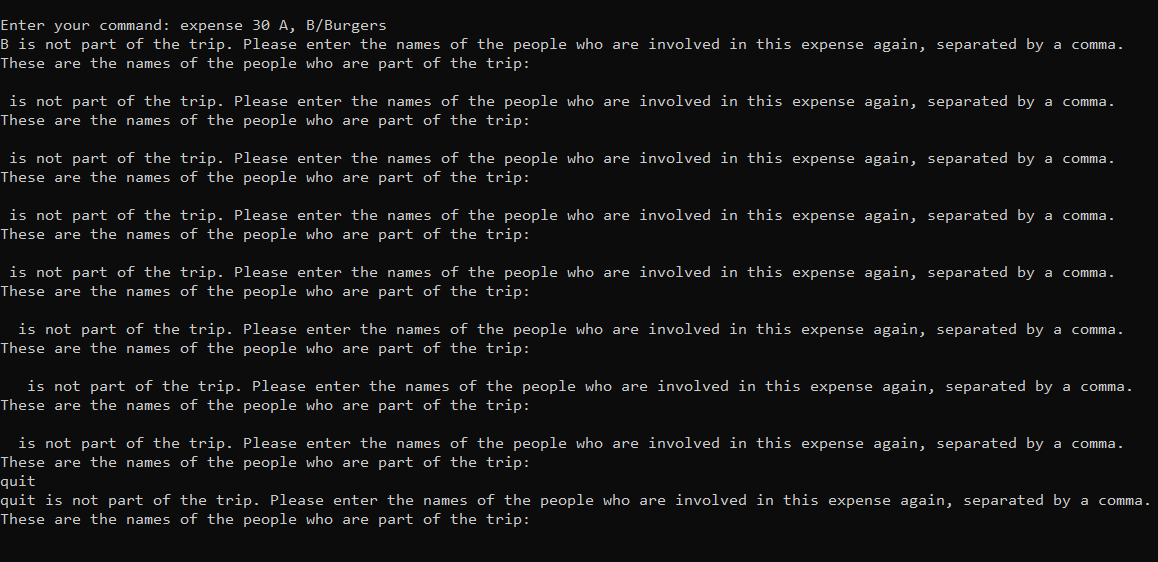 Enter your command: expense 30 A, B/Burgers
B is not part of the trip. Please enter the names of the people who are involved in this expense again, separated by a comma.
These are the names of the people who are part of the trip:
 is not part of the trip. Please enter the names of the people who are involved in this expense again, separated by a comma.
These are the names of the people who are part of the trip:
 is not part of the trip. Please enter the names of the people who are involved in this expense again, separated by a comma.
These are the names of the people who are part of the trip:
 is not part of the trip. Please enter the names of the people who are involved in this expense again, separated by a comma.
These are the names of the people who are part of the trip:
 is not part of the trip. Please enter the names of the people who are involved in this expense again, separated by a comma.
These are the names of the people who are part of the trip:
  is not part of the trip. Please enter the names of the people who are involved in this expense again, separated by a comma.
These are the names of the people who are part of the trip:
   is not part of the trip. Please enter the names of the people who are involved in this expense again, separated by a comma.
These are the names of the people who are part of the trip:
  is not part of the trip. Please enter the names of the people who are involved in this expense again, separated by a comma.
These are the names of the people who are part of the trip:
quit
quit is not part of the trip. Please enter the names of the people who are involved in this expense again, separated by a comma.
These are the names of the people who are part of the trip: